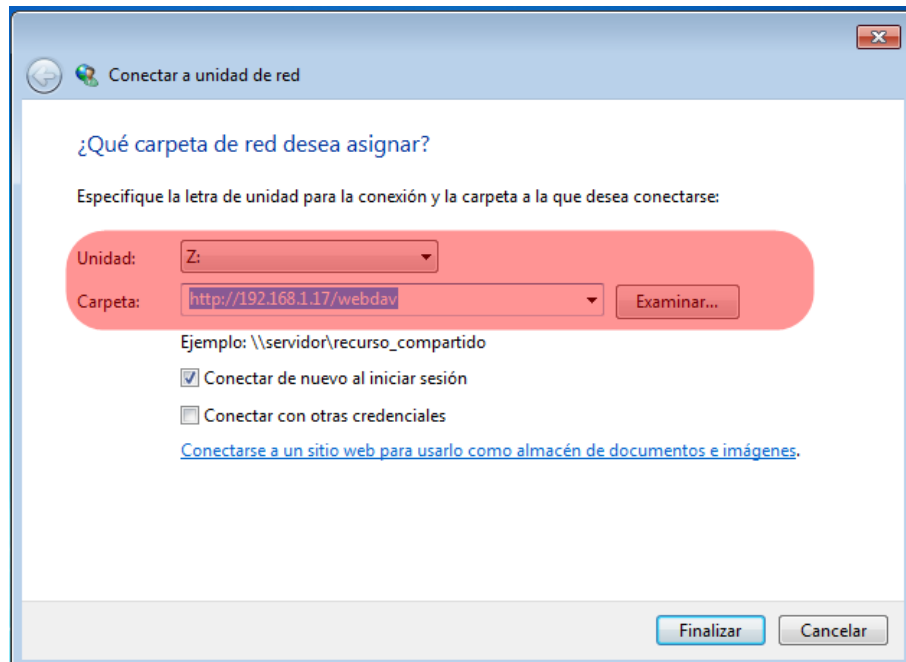 Conectar a unidad de red
¿Qué carpeta de red desea asignar?
Especifique la letra de unidad para la conexión y la carpeta a la que desea conectarse:
Unidad: Z:
Carpeta: http://192.168.1.17/webdav Examinar...
Ejemplo: \\servidor\recurso_compartido
Conectar de nuevo al iniciar sesión
Conectar con otras credenciales
Conectarse a un sitio web para usarlo como almacén de documentos e imágenes.
Finalizar Cancelar